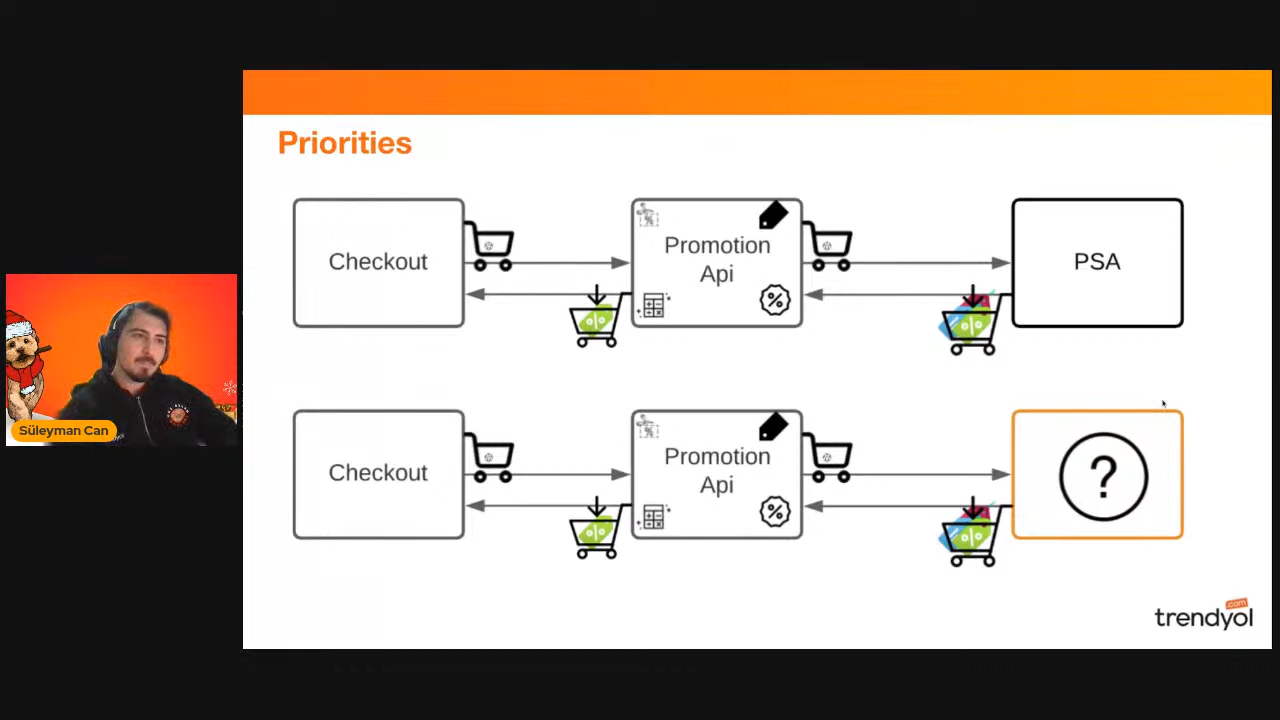 Priorities
Checkout
Promotion
Api
PSA
Checkout
Promotion
Api
?
Süleyman Can
.com
trendyol